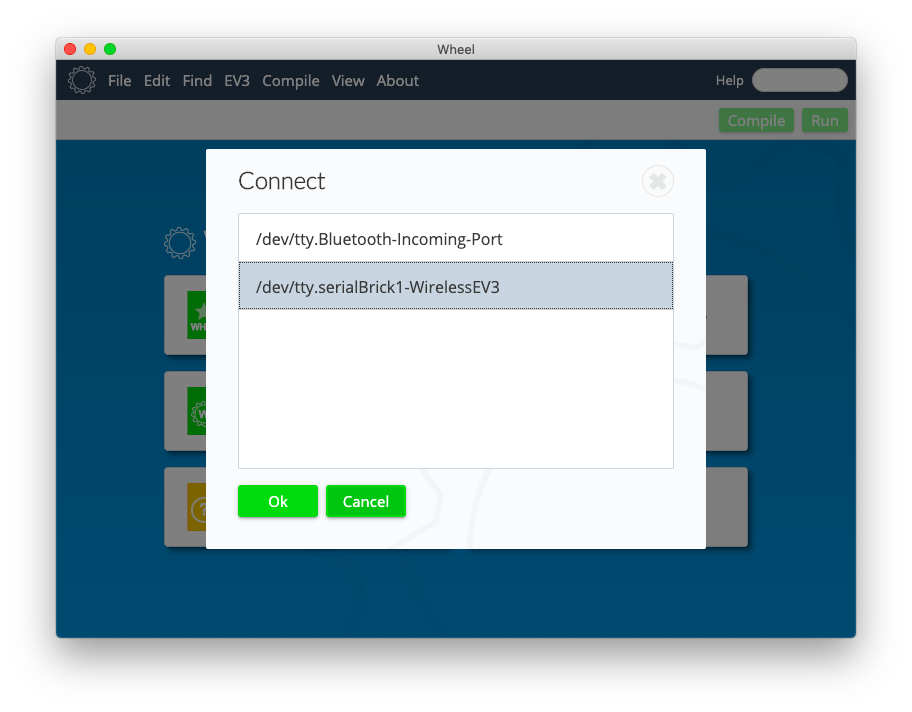 Wheel
File Edit Find EV3 Compile View About Help
Compile Run
Connect
/dev/tty.Bluetooth-Incoming-Port
/dev/tty.serialBrick1-WirelessEV3
Ok Cancel